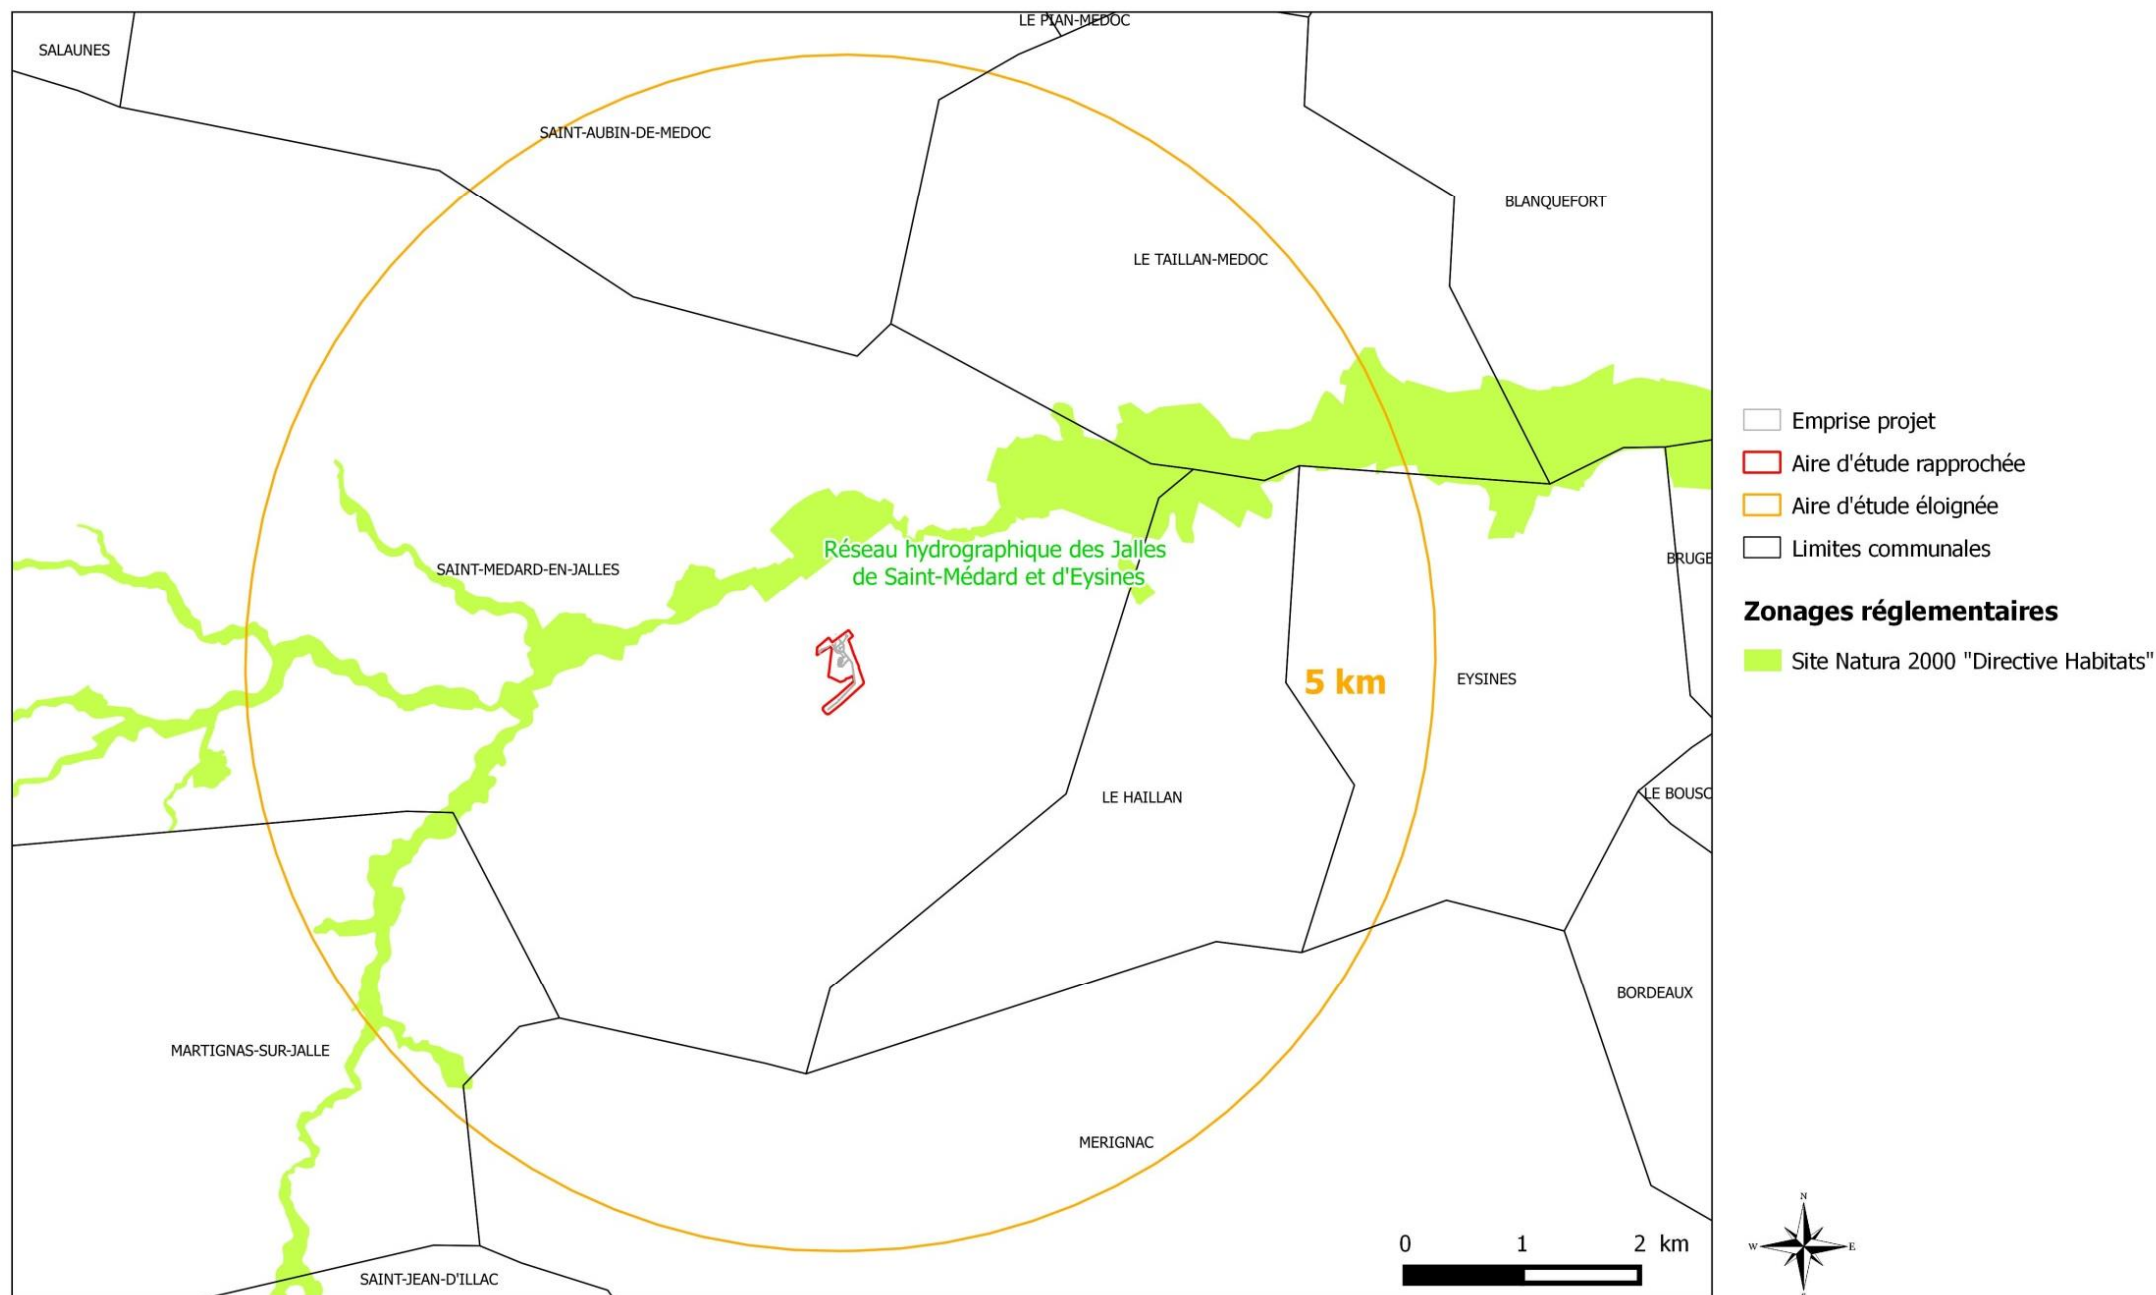 LE PIAN-MEDOC
SALAUNES
SAINT-AUBIN-DE-MEDOC
BLANQUEFORT
LE TAILLAN-MEDOC
Réseau hydrographique des Jalles
de Saint-Médard et d'Eysines
SAINT-MEDARD-EN-JALLES
BRUGE
5 km
EYSINES
LE HAILLAN
LE BOUSC
BORDEAUX
MARTIGNAS-SUR-JALLE
MERIGNAC
SAINT-JEAN-D'ILLAC
0 1 2 km
Emprise projet
Aire d'étude rapprochée
Aire d'étude éloignée
Limites communales
Zonages réglementaires
Site Natura 2000 "Directive Habitats"
N
W E